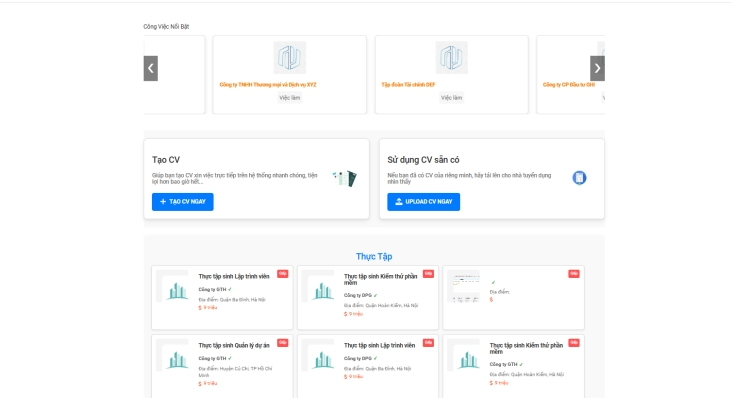 Công Việc Nổi Bật
Công ty TNHH Thương mại và Dịch vụ XYZ
Việc làm
Tập đoàn Tài chính DEF
Việc làm
Công ty CP Đầu tư GHI
V
Tạo CV
Giúp bạn tạo CV xin việc trực tiếp trên hệ thống nhanh chóng, tiện
lợi hơn bao giờ hết...
TẠO CV NGAY
Sử dụng CV sẵn có
Nếu bạn đã có CV của riêng mình, hãy tải lên cho nhà tuyển dụng
nhìn thấy
UPLOAD CV NGAY
Thực Tập
Thực tập sinh Lập trình viên
Gấp
Công ty GTH ✓
Địa điểm: Quận Ba Đình, Hà Nội
$ 9 triệu
Thực tập sinh Kiểm thử phần
mềm
Gấp
Công ty DPG ✓
Địa điểm: Quận Hoàn Kiếm, Hà Nội
$ 9 triệu
Gấp
✓
Địa điểm:
$
Thực tập sinh Quản lý dự án
Gấp
Công ty GTH ✓
Địa điểm: Huyện Củ Chi, TP Hồ Chí
Minh
$ 9 triệu
Thực tập sinh Lập trình viên
Gấp
Công ty DPG ✓
Địa điểm: Quận Ba Đình, Hà Nội
$ 9 triệu
Thực tập sinh Kiểm thử phần
mềm
Gấp
Công ty GTH ✓
Địa điểm: Quận Hoàn Kiếm, Hà Nội
$ 9 triệu